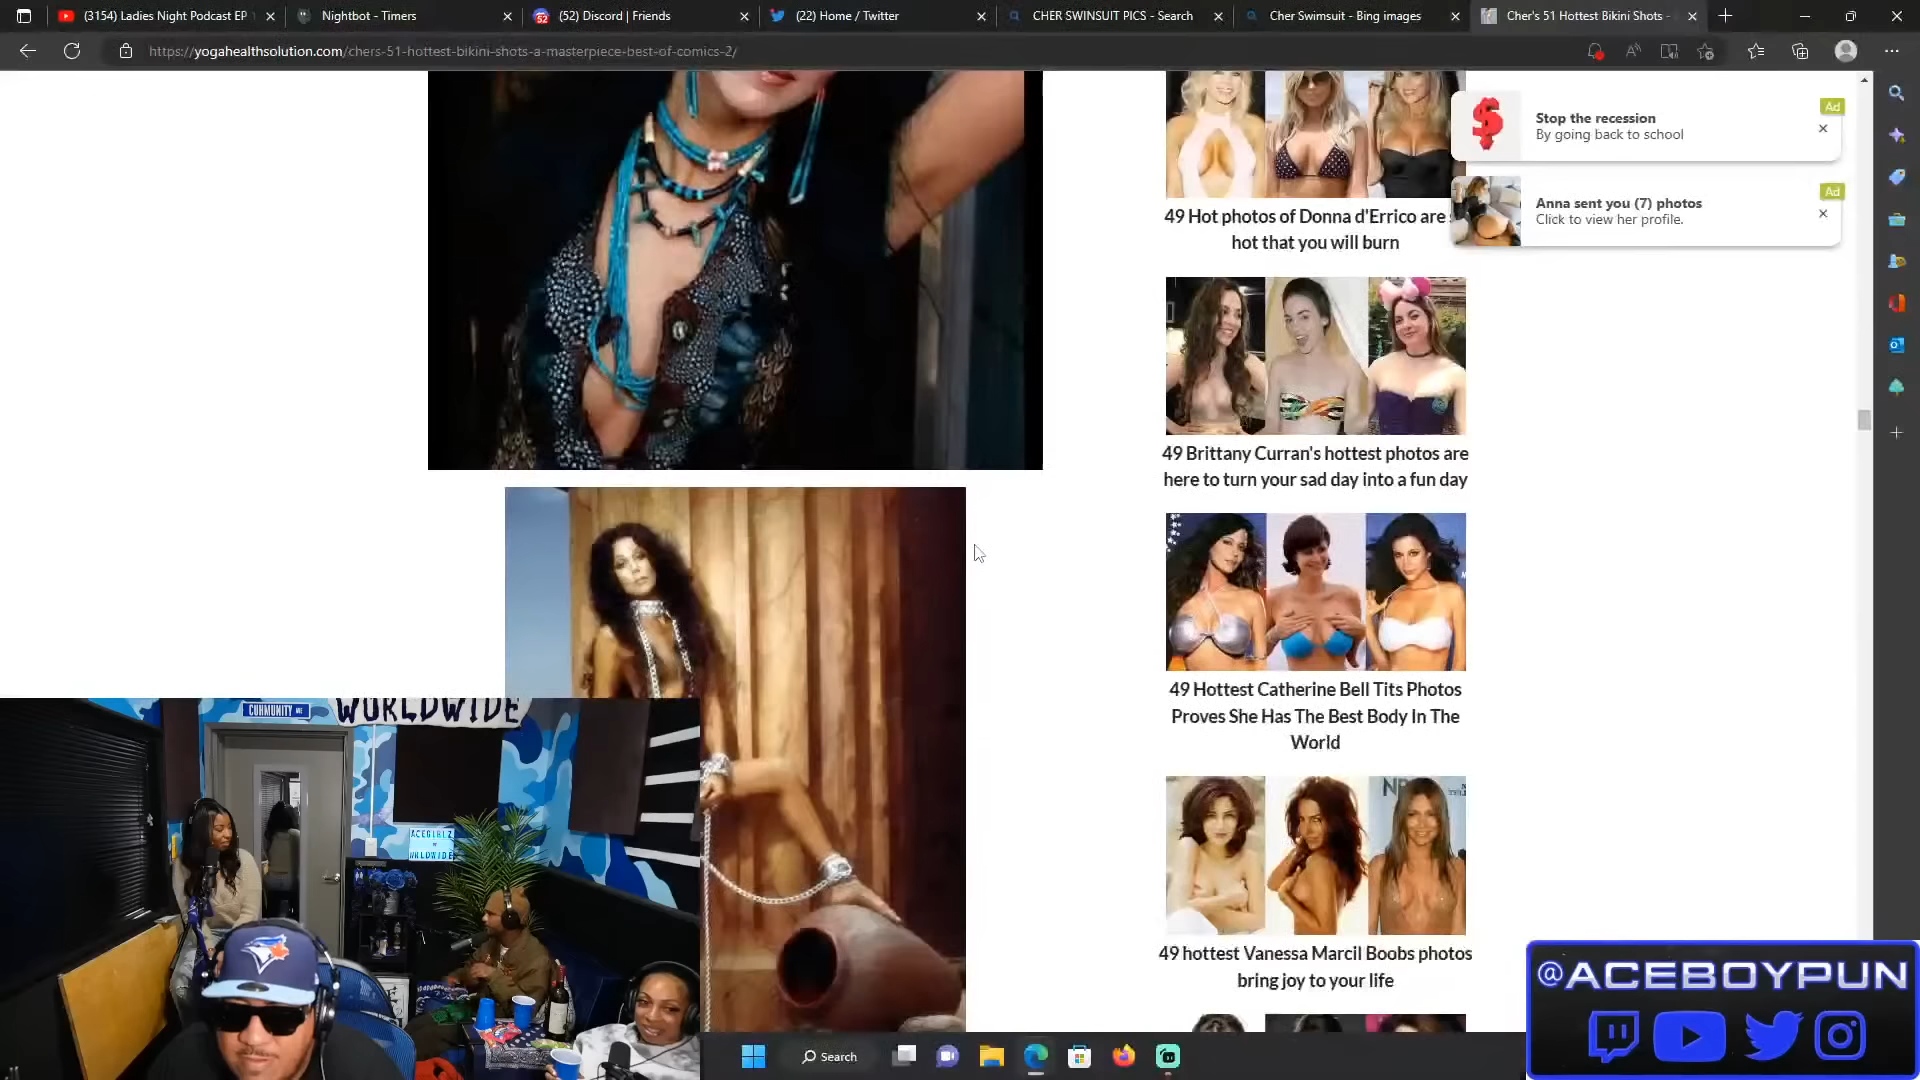 (3154) Ladies Night Podcast EP
Nightbot - Timers
(52) Discord | Friends
(22) Home / Twitter
CHER SWINSUIT PICS - Search
Cher Swimsuit - Bing images
Cher's 51 Hottest Bikini Shots -
https://yogahealthsolution.com/chers-51-hottest-bikini-shots-a-masterpiece-best-of-comics-2/
Ad
Stop the recession
By going back to school
Ad
Anna sent you (7) photos
Click to view her profile.
49 Hot photos of Donna d'Errico are
hot that you will burn
49 Brittany Curran's hottest photos are
here to turn your sad day into a fun day
49 Hottest Catherine Bell Tits Photos
Proves She Has The Best Body In The
World
49 hottest Vanessa Marcil Boobs photos
bring joy to your life
CUHMUNITY AVE
WORLDWIDE
ACEGIRLZ
WRLDWIDE
Search
@ACEBOYPUN